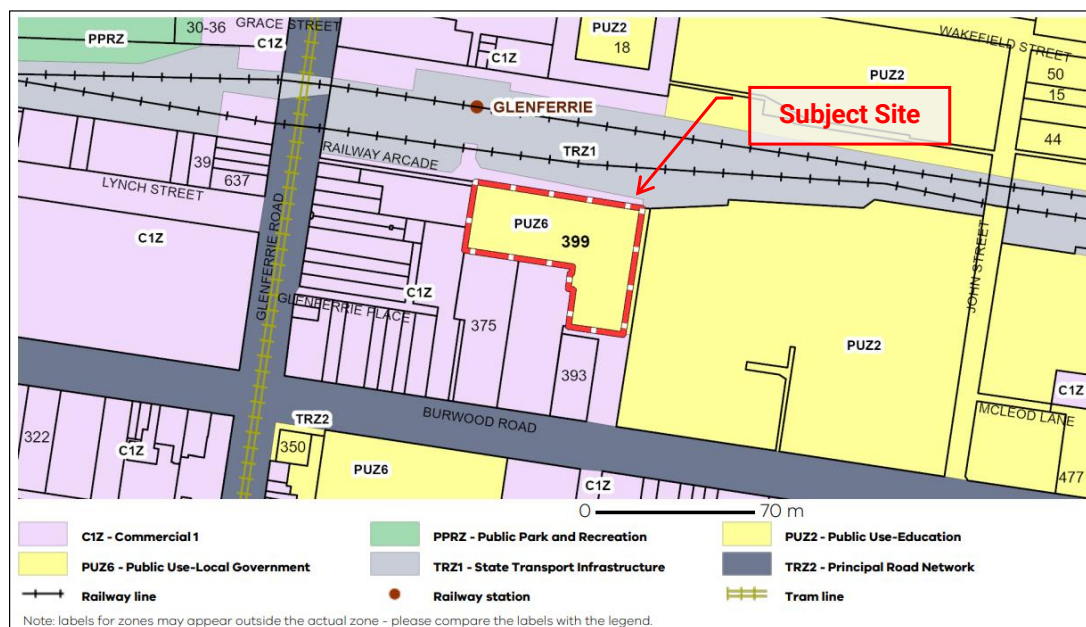 GRACE STREET
30-36
PPRZ
C1Z
PUZ2
18
C1Z
WAKEFIELD STREET
PUZ2
50
15
44
GLENFERRIE
Subject Site
TRZ1
RAILWAY ARCADE
39
637
LYNCH STREET
C1Z
GLENFERRIE ROAD
PUZ6
399
C1Z
GLENFERRIE PLACE
375
393
JOHN STREET
PUZ2
C1Z
MCLEOD LANE
BURWOOD ROAD
TRZ2
322
C1Z
350
PUZ6
C1Z
477
0 70 m
C1Z - Commercial 1
PPRZ - Public Park and Recreation
PUZ2 - Public Use-Education
PUZ6 - Public Use-Local Government
TRZ1 - State Transport Infrastructure
TRZ2 - Principal Road Network
Railway line
Railway station
Tram line
Note: labels for zones may appear outside the actual zone - please compare the labels with the legend.